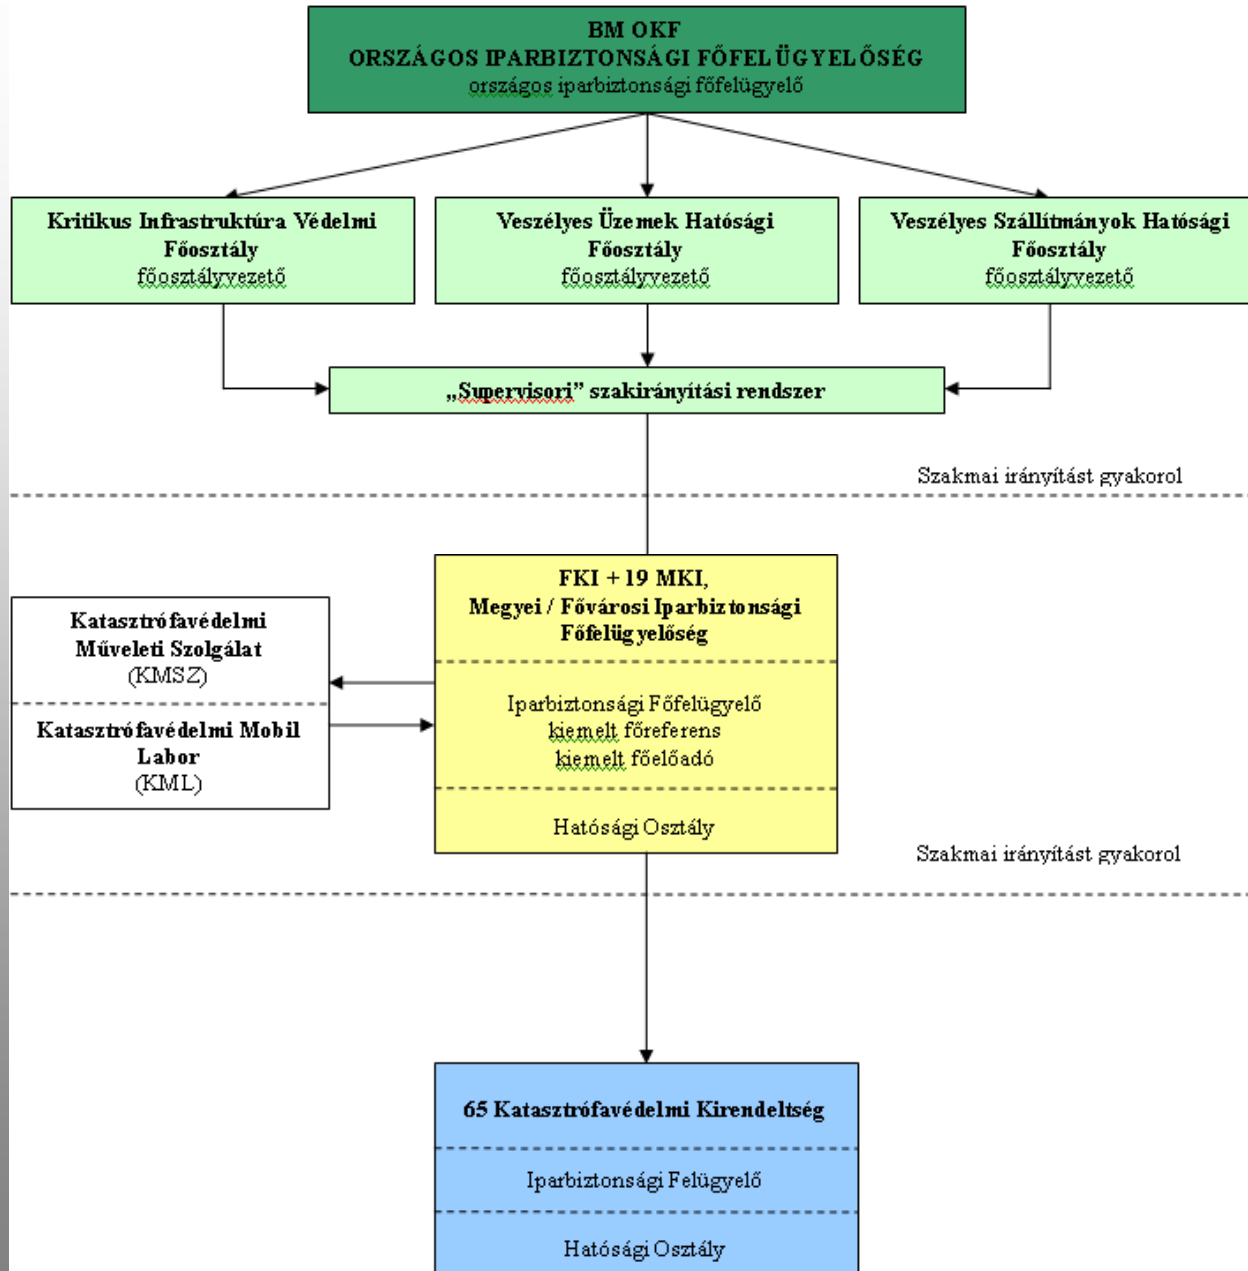 BM OKF
ORSZÁGOS IPARBIZTONSÁGI FŐFELÜGYELŐSÉG
országos iparbiztonsági főfelügyelő
Kritikus Infrastruktúra Védelmi
Főosztály
főosztályvezető
Veszélyes Üzemek Hatósági
Főosztály
főosztályvezető
Veszélyes Szállítmányok Hatósági
Főosztály
főosztályvezető
„Supervisori” szakirányítási rendszer
Szakmai irányítást gyakorol
FKI + 19 MKI,
Megyei / Fővárosi Iparbiztonsági
Főfelügyelőség
Iparbiztonsági Főfelügyelő
kiemelt főreferens
kiemelt főelőadó
Hatósági Osztály
Katasztrófavédelmi
Műveleti Szolgálat
(KMSZ)
Katasztrófavédelmi Mobil
Labor
(KML)
Szakmai irányítást gyakorol
65 Katasztrófavédelmi Kirendeltség
Iparbiztonsági Felügyelő
Hatósági Osztály